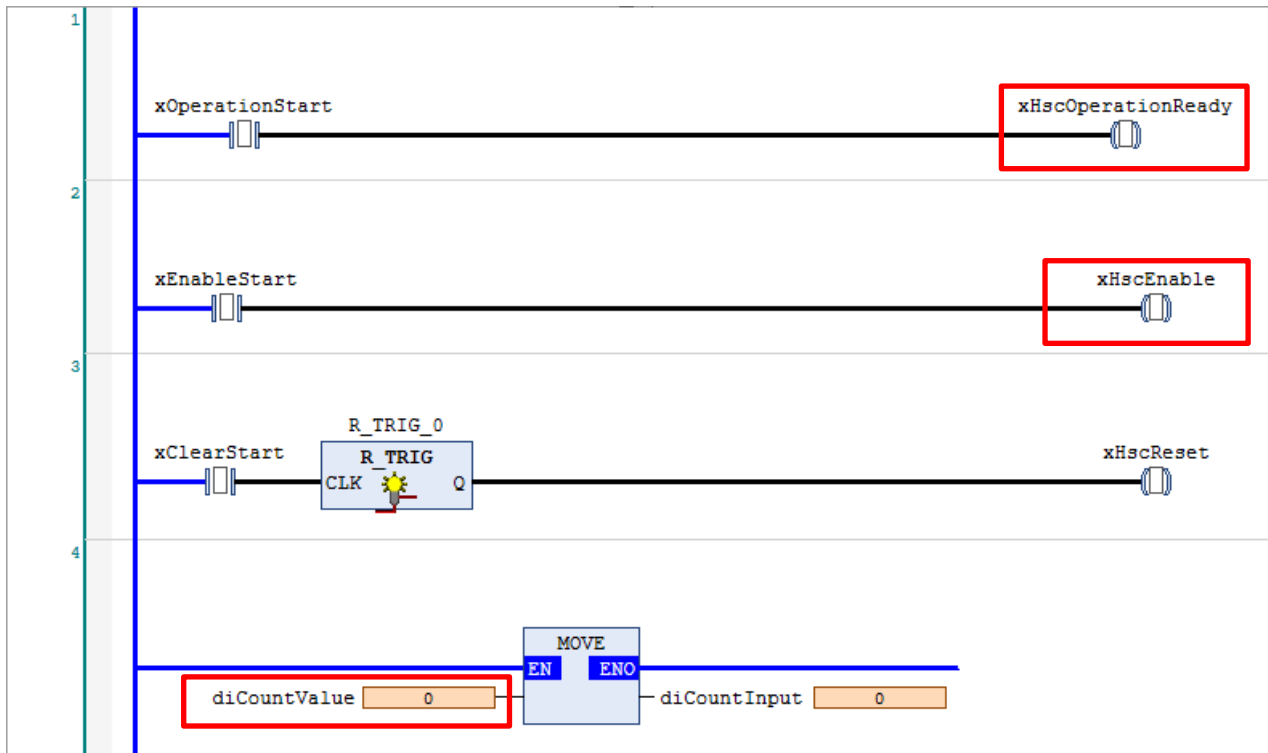 1
xOperationStart xHscOperationReady
2
xEnableStart xHscEnable
3
R_TRIG_0
xClearStart R_TRIG xHscReset
CLK Q
4
MOVE
EN ENO
diCountValue 0 diCountInput 0